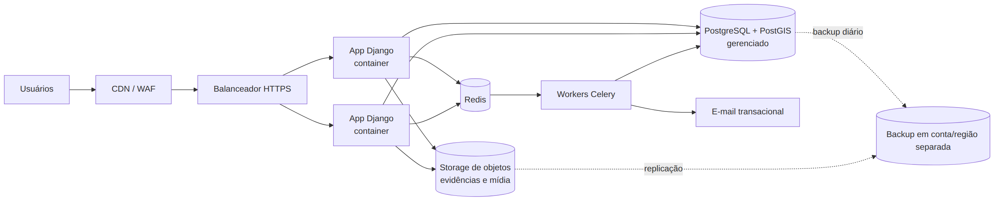 Usuários
CDN / WAF
Balanceador HTTPS
App Django
container
App Django
container
Redis
Storage de objetos
evidências e mídia
Workers Celery
PostgreSQL + PostGIS
gerenciado
E-mail transacional
backup diário
replicação
Backup em conta/região
separada